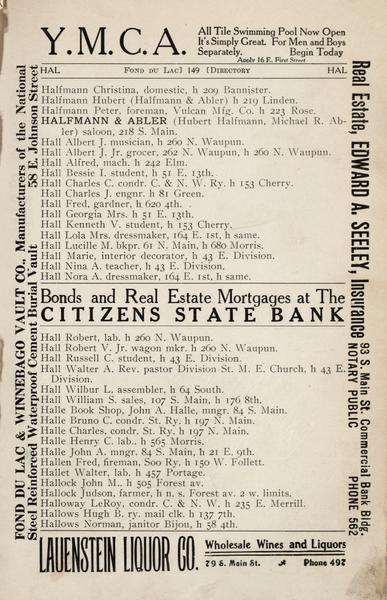 Y.M.C.A.
All Tile Swimming Pool Now Open
It's Simply Great. For Men and Boys
Separately. Begin Today
Apply 16 E. First Street
HAL FOND DU LAC] 149 [DIRECTORY HAL
Halfmann Christina, domestic, h 209 Bannister.
Halfmann Hubert (Halfmann & Abler) h 219 Linden.
Halfmann Peter, foreman, Vulcan Mfg. Co. h 223 Rose.
HALFMANN & ABLER (Hubert Halfmann, Michael R. Ab-
ler) saloon, 218 S. Main.
Hall Albert J. musician, h 260 N. Waupun.
Hall Albert J. Jr. grocer, 262 N. Waupun, h 260 N. Waupun.
Hall Alfred, mach. h 242 Elm.
Hall Bessie I. student, h 51 E. 13th.
Hall Charles C. condr. C. & N. W. Ry. h 153 Cherry.
Hall Charles J. engnr. h 81 Green.
Hall Fred, gardner, h 620 4th.
Hall Georgia Mrs. h 51 E. 13th.
Hall Kenneth V. student, h 153 Cherry.
Hall Lola Mrs. dressmaker, 164 E. 1st, h same.
Hall Lucille M. bkpr. 61 N. Main, h 680 Morris.
Hall Marie, interior decorator, h 43 E. Division.
Hall Nina A. teacher, h 43 E. Division.
Hall Nora A. dressmaker, 164 E. 1st, h same.
Bonds and Real Estate Mortgages at The
CITIZENS STATE BANK
Hall Robert, lab. h 260 N. Waupun.
Hall Robert V. Jr. wagon mkr. h 260 N. Waupun.
Hall Russell C. student, h 43 E. Division.
Hall Walter A. Rev. pastor Division St. M. E. Church, h 43 E.
Division.
Hall Wilbur L. assembler, h 64 South.
Hall William S. sales, 107 S. Main, h 176 8th.
Halle Book Shop, John A. Halle, mngr. 84 S. Main.
Halle Bruno C. condr. St. Ry. h 197 N. Main.
Halle Charles, condr. St. Ry. h 197 N. Main.
Halle Henry C. lab.. h 565 Morris.
Halle John A. mngr. 84 S. Main, h 21 E. 9th.
Hallen Fred, fireman, Soo Ry, h 150 W. Follett.
Hallet Walter, lab. h 457 Portage.
Hallock John M.. h 505 Forest av.
Hallock Judson, farmer, h n. s. Forest av. 2 w. limits.
Halloway LeRoy, condr. C. & N. W. h 235 E. Merrill.
Hallows Hugh B. ry. mail clk. h 137 7th.
Hallows Norman, janitor Bijou, h 58 4th.
LAUENSTEIN LIQUOR CO.
Wholesale Wines and Liquors
79 S. Main St. Phone 497
FOND DU LAC & WINNEBAGO VAULT CO., Manufacturers of the National
Steel Reinforced Waterproof Cement Burial Vault 58 E. Johnson Street
Real Estate, EDWARD A. SEELEY, Insurance
93 S. Main St. Commercial Bank Bldg.
NOTARY PUBLIC PHONE 562